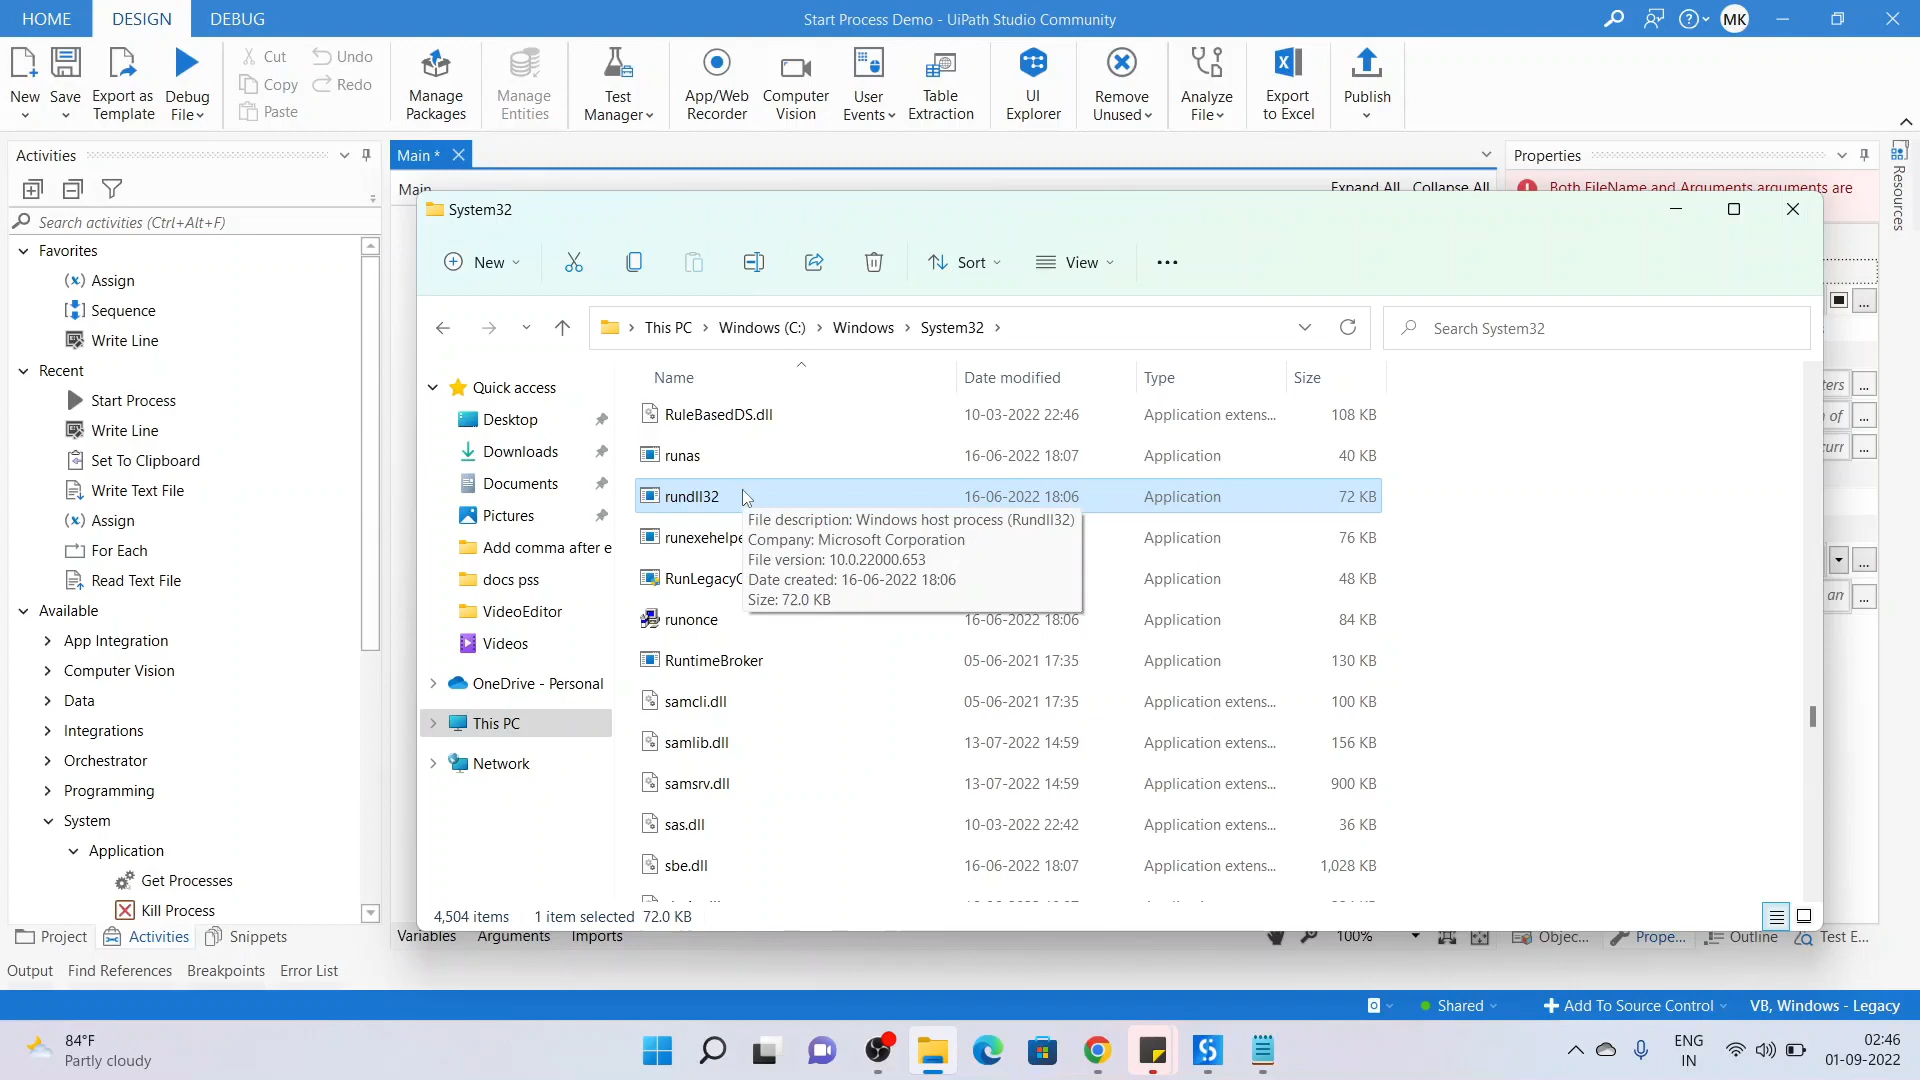 HOME
DESIGN
DEBUG
Start Process Demo - UiPath Studio Community
MK
New
Save
Export as Template
Debug File
Cut
Copy
Paste
Undo
Redo
Manage Packages
Manage Entities
Test Manager
App/Web Recorder
Computer Vision
User Events
Table Extraction
UI Explorer
Remove Unused
Analyze File
Export to Excel
Publish
Activities
Search activities (Ctrl+Alt+F)
Favorites
Assign
Sequence
Write Line
Recent
Start Process
Write Line
Set To Clipboard
Write Text File
Assign
For Each
Read Text File
Available
App Integration
Computer Vision
Data
Integrations
Orchestrator
Programming
System
Application
Get Processes
Kill Process
Project
Activities
Snippets
Main *
Main
Expand All
Collapse All
Properties
Both FileName and Arguments arguments are
Resources
System32
New
Sort
View
This PC > Windows (C:) > Windows > System32 >
Search System32
Quick access
Desktop
Downloads
Documents
Pictures
Add comma after e
docs pss
VideoEditor
Videos
OneDrive - Personal
This PC
Network
Name Date modified Type Size
RuleBasedDS.dll 10-03-2022 22:46 Application extens... 108 KB
runas 16-06-2022 18:07 Application 40 KB
rundll32 16-06-2022 18:06 Application 72 KB
runexehelpe Application 76 KB
RunLegacyC Application 48 KB
File description: Windows host process (Rundll32)
Company: Microsoft Corporation
File version: 10.0.22000.653
Date created: 16-06-2022 18:06
Size: 72.0 KB
runonce 16-06-2022 18:06 Application 84 KB
RuntimeBroker 05-06-2021 17:35 Application 130 KB
samcli.dll 05-06-2021 17:35 Application extens... 100 KB
samlib.dll 13-07-2022 14:59 Application extens... 156 KB
samsrv.dll 13-07-2022 14:59 Application extens... 900 KB
sas.dll 10-03-2022 22:42 Application extens... 36 KB
sbe.dll 16-06-2022 18:07 Application extens... 1,028 KB
4,504 items 1 item selected 72.0 KB
ters
of
curr
an
Variables
Arguments
Imports
100%
Objec...
Prope...
Outline
Test E...
Output
Find References
Breakpoints
Error List
Shared
Add To Source Control
VB, Windows - Legacy
84°F
Partly cloudy
ENG
IN
02:46
01-09-2022